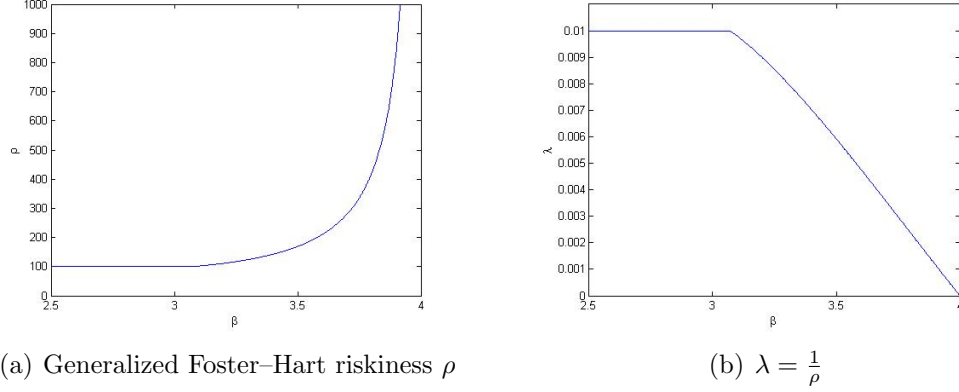 1000
900
800
700
600
500
400
300
200
100
0
ρ
2.5 3 3.5 4
β
(a) Generalized Foster–Hart riskiness ρ
0.01
0.009
0.008
0.007
0.006
0.005
0.004
0.003
0.002
0.001
0
λ
2.5 3 3.5 4
β
(b) λ = 1/ρ